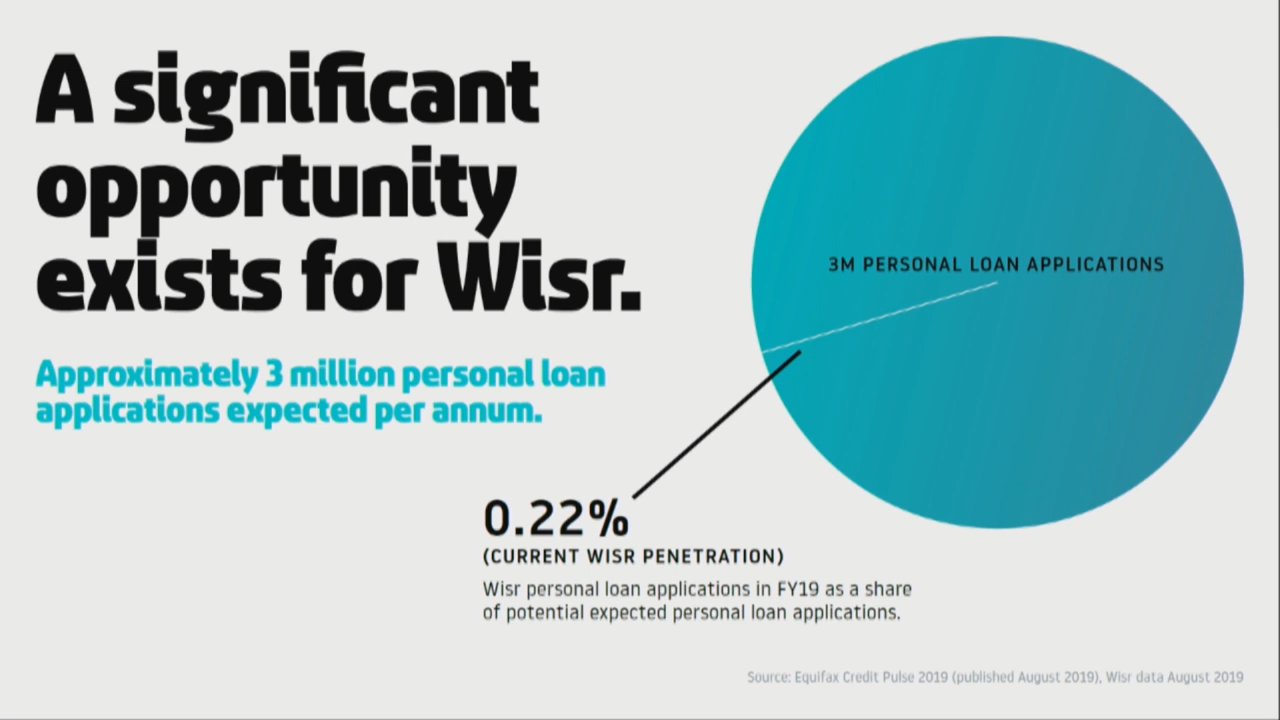 A significant
opportunity
exists for Wisr.
Approximately 3 million personal loan
applications expected per annum.
3M PERSONAL LOAN APPLICATIONS
0.22%
(CURRENT WISR PENETRATION)
Wisr personal loan applications in FY19 as a share
of potential expected personal loan applications.
Source: Equifax Credit Pulse 2019 (published August 2019), Wisr data August 2019